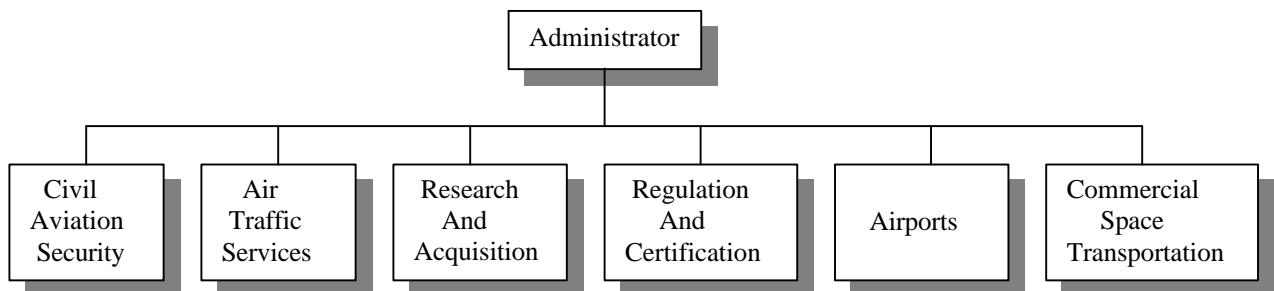 Administrator
Civil
Aviation
Security
Air
Traffic
Services
Research
And
Acquisition
Regulation
And
Certification
Airports
Commercial
Space
Transportation